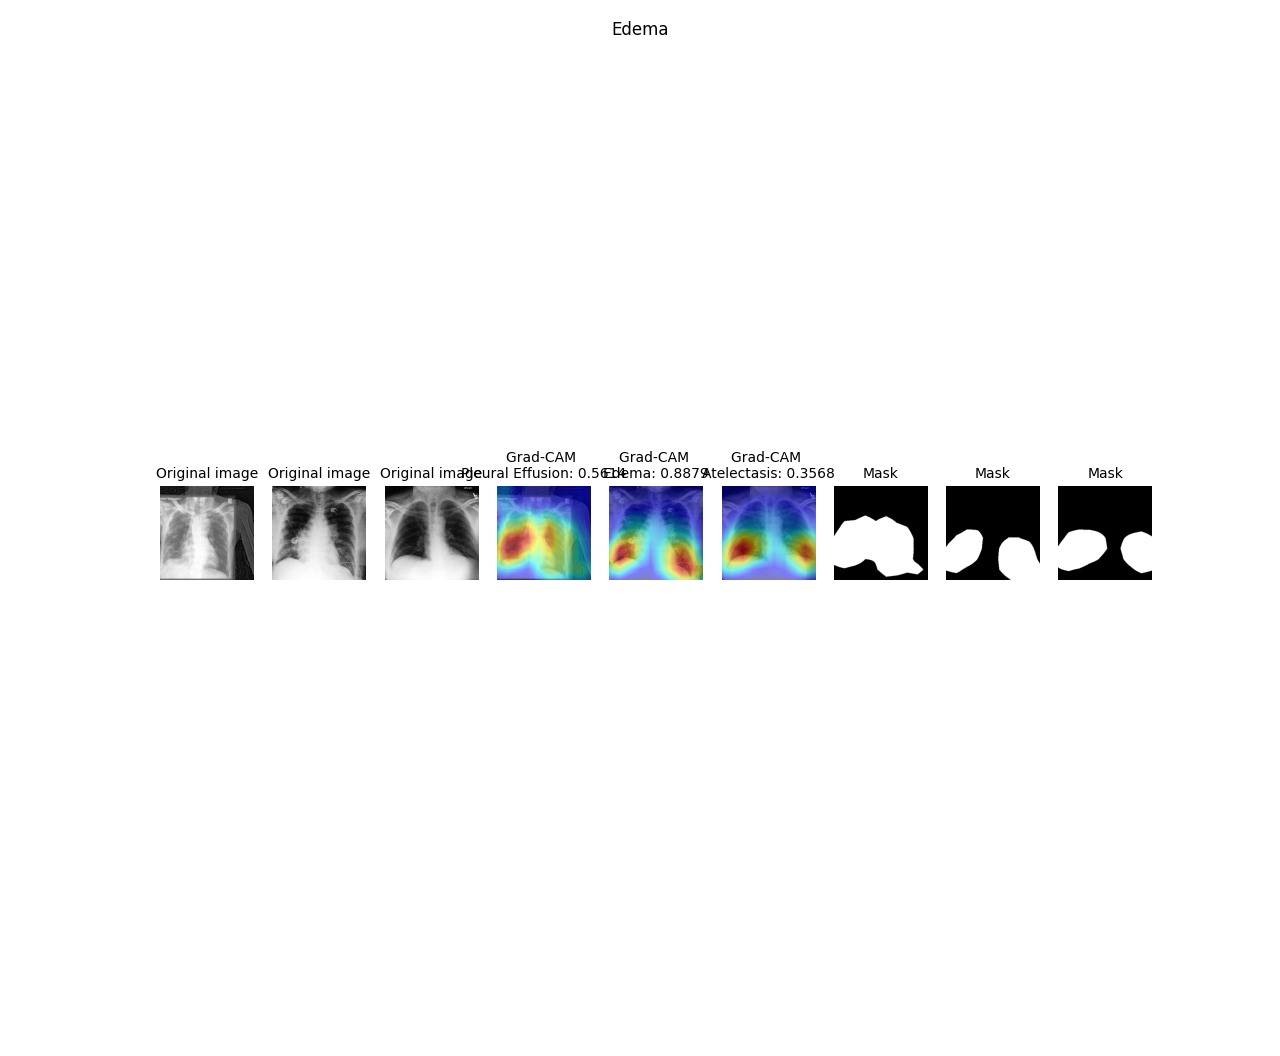 Edema
Original image
Original image
Original image
Grad-CAM
Pleural Effusion: 0.5614
Grad-CAM
Edema: 0.8879
Grad-CAM
Atelectasis: 0.3568
Mask
Mask
Mask